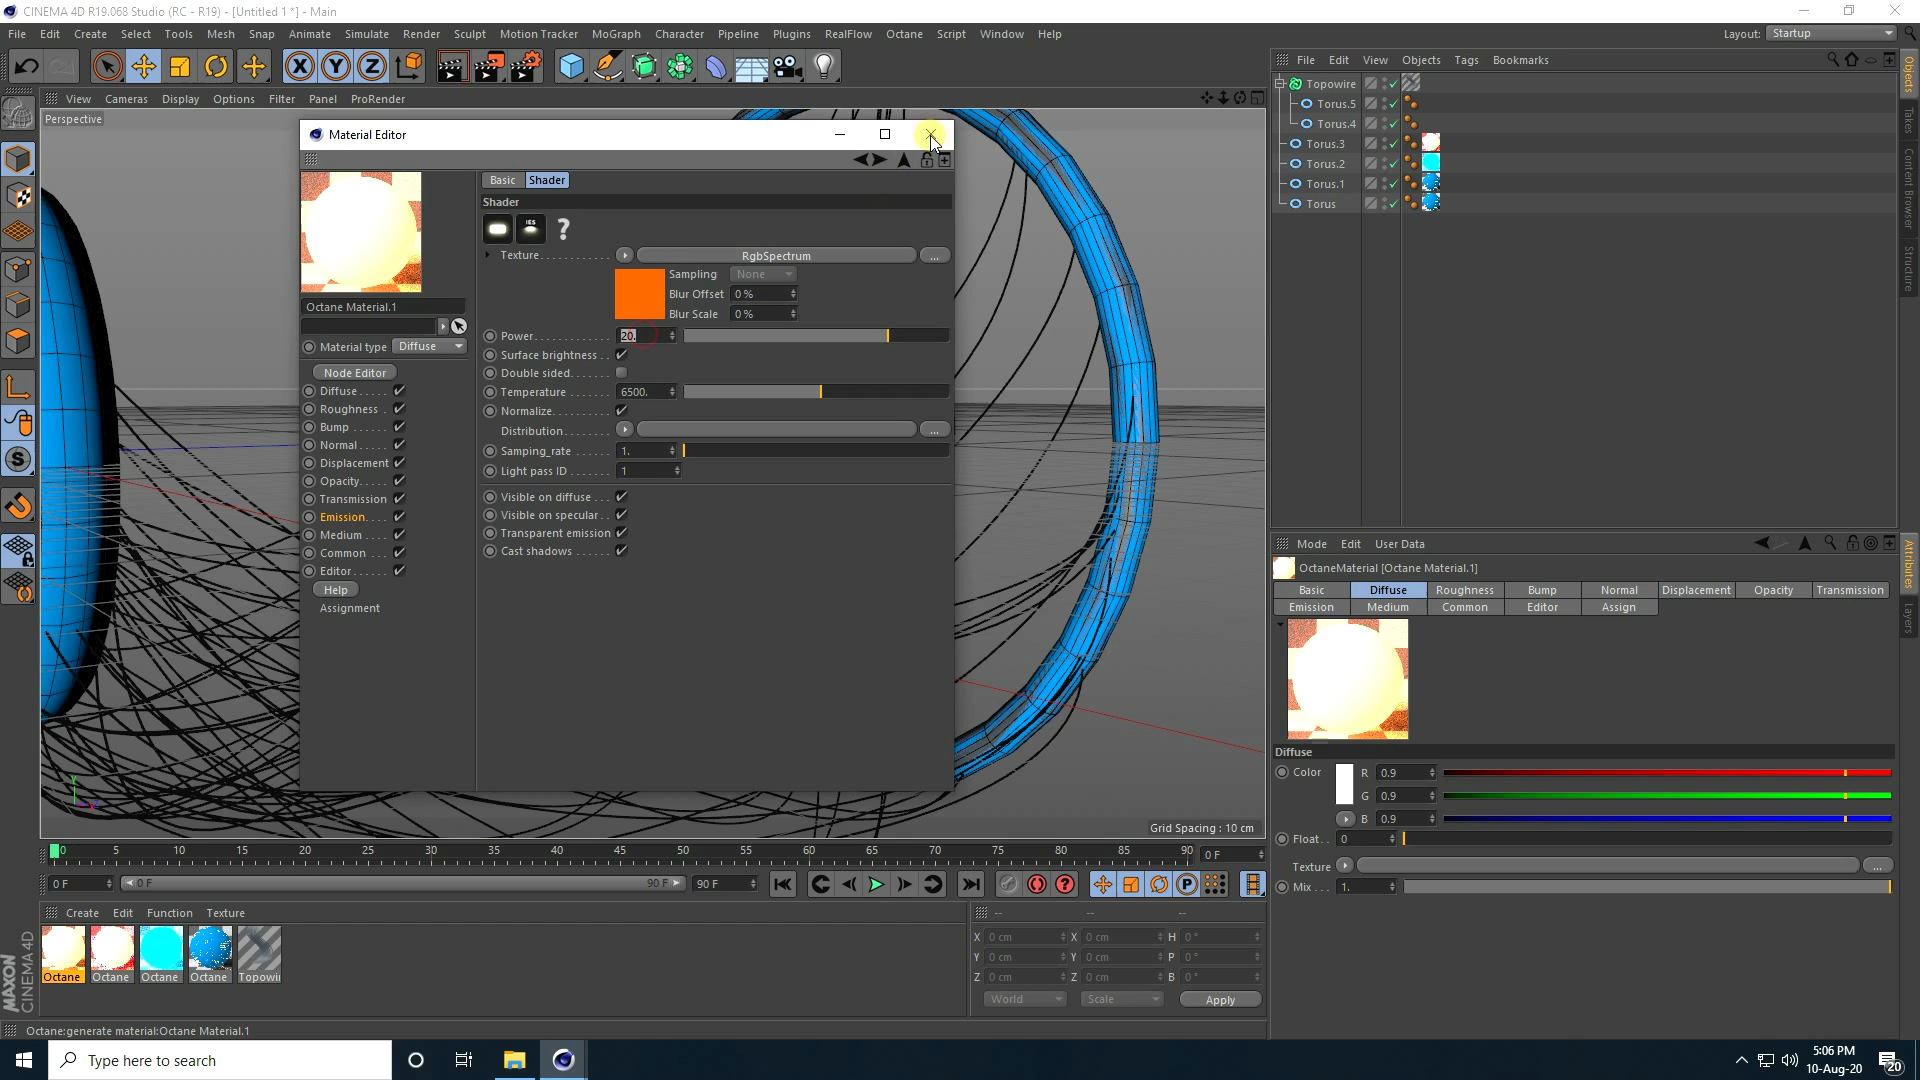 CINEMA 4D R19.068 Studio (RC - R19) - [Untitled 1 *] - Main
File Edit Create Select Tools Mesh Snap Animate Simulate Render Sculpt Motion Tracker MoGraph Character Pipeline Plugins RealFlow Octane Script Window Help
Layout: Startup
File Edit View Objects Tags Bookmarks
View Cameras Display Options Filter Panel ProRender
Perspective
Material Editor
Topowire
Torus.5
Torus.4
Torus.3
Torus.2
Torus.1
Torus
Objects
Takes
Content Browser
Structure
Basic Shader
Shader
IES
Texture RgbSpectrum ...
Sampling None
Blur Offset 0 %
Blur Scale 0 %
Octane Material.1
Material type Diffuse
Node Editor
Diffuse
Roughness
Bump
Normal
Displacement
Opacity
Transmission
Emission
Medium
Common
Editor
Help
Assignment
Power 20.
Surface brightness
Double sided
Temperature 6500.
Normalize
Distribution ...
Sampling_rate 1.
Light pass ID 1
Visible on diffuse
Visible on specular
Transparent emission
Cast shadows
Grid Spacing : 10 cm
Mode Edit User Data
OctaneMaterial [Octane Material.1]
Basic Diffuse Roughness Bump Normal Displacement Opacity Transmission
Emission Medium Common Editor Assign
Attributes
Layers
Diffuse
Color R 0.9
G 0.9
B 0.9
Float 0
Texture ...
Mix 1.
0 5 10 15 20 25 30 35 40 45 50 55 60 65 70 75 80 85 90 0 F
0 F 0 F 90 F 90 F
Create Edit Function Texture
Octane Octane Octane Octane Topowi
-- -- --
X 0 cm X 0 cm H 0 °
Y 0 cm Y 0 cm P 0 °
Z 0 cm Z 0 cm B 0 °
World Scale Apply
MAXON
CINEMA 4D
Octane:generate material:Octane Material.1
Type here to search
5:06 PM
10-Aug-20
20